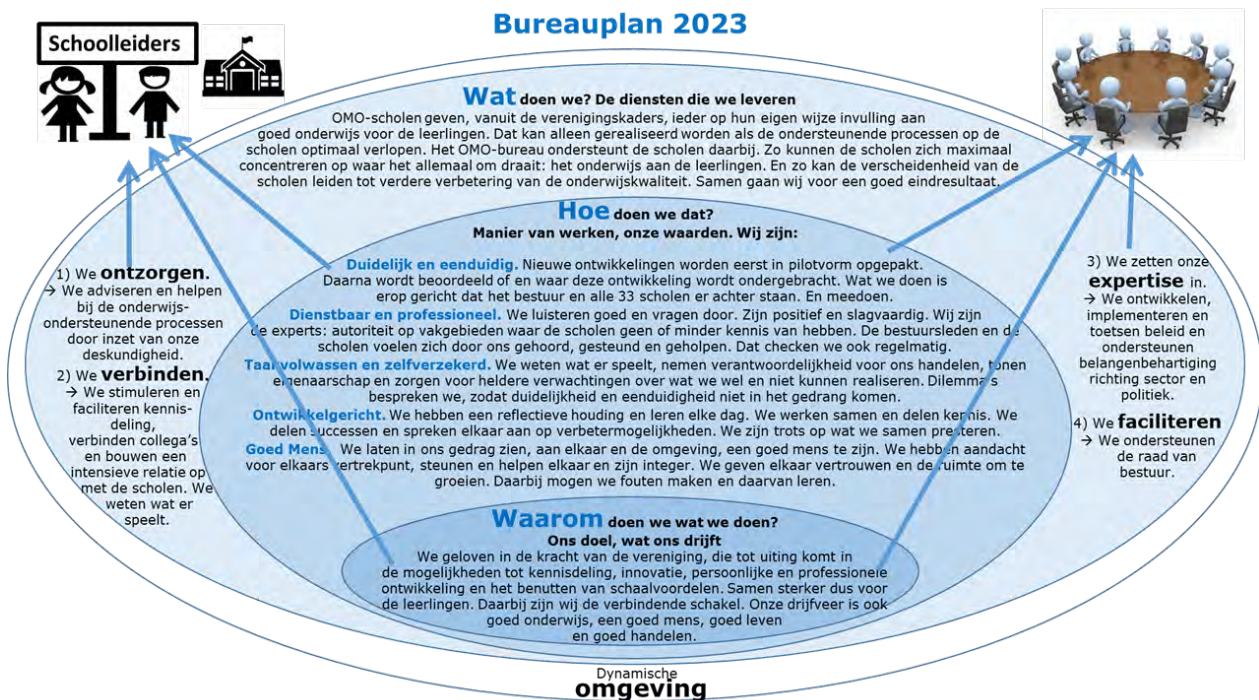 Bureauplan 2023
Schoolleiders
Wat doen we? De diensten die we leveren
OMO-scholen geven, vanuit de verenigingskaders, ieder op hun eigen wijze invulling aan
goed onderwijs voor de leerlingen. Dat kan alleen gerealiseerd worden als de ondersteunende processen op de
scholen optimaal verlopen. Het OMO-bureau ondersteunt de scholen daarbij. Zo kunnen de scholen zich maximaal
concentreren op waar het allemaal om draait: het onderwijs aan de leerlingen. En zo kan de verscheidenheid van de
scholen leiden tot verdere verbetering van de onderwijskwaliteit. Samen gaan wij voor een goed eindresultaat.
Hoe doen we dat?
Manier van werken, onze waarden. Wij zijn:
Duidelijk en eenduidig. Nieuwe ontwikkelingen worden eerst in pilotvorm opgepakt.
Daarna wordt beoordeeld of en waar deze ontwikkeling wordt ondergebracht. Wat we doen is
erop gericht dat het bestuur en alle 33 scholen er achter staan. En meedoen.
Dienstbaar en professioneel. We luisteren goed en vragen door. Zijn positief en slagvaardig. Wij zijn
de experts: autoriteit op vakgebieden waar de scholen geen of minder kennis van hebben. De bestuursleden en de
scholen voelen zich door ons gehoord, gesteund en geholpen. Dat checken we ook regelmatig.
Taakvolwassen en zelfverzekerd. We weten wat er speelt, nemen verantwoordelijkheid voor ons handelen, tonen
eigenaarschap en zorgen voor heldere verwachtingen over wat we wel en niet kunnen realiseren. Dilemma's
bespreken we, zodat duidelijkheid en eenduidigheid niet in het gedrang komen.
Ontwikkelgericht. We hebben een reflectieve houding en leren elke dag. We werken samen en delen kennis. We
delen successen en spreken elkaar aan op verbetermogelijkheden. We zijn trots op wat we samen presteren.
Goed Mens. We laten in ons gedrag zien, aan elkaar en de omgeving, een goed mens te zijn. We hebben aandacht
voor elkaars vertrekpunt, steunen en helpen elkaar en zijn integer. We geven elkaar vertrouwen en de ruimte om te
groeien. Daarbij mogen we fouten maken en daarvan leren.
Waarom doen we wat we doen?
Ons doel, wat ons drijft
We geloven in de kracht van de vereniging, die tot uiting komt in
de mogelijkheden tot kennisdeling, innovatie, persoonlijke en professionele
ontwikkeling en het benutten van schaalvoordelen. Samen sterker dus voor
de leerlingen. Daarbij zijn wij de verbindende schakel. Onze drijfveer is ook
goed onderwijs, een goed mens, goed leven
en goed handelen.
1) We ontzorgen.
→ We adviseren en helpen
bij de onderwijs-
ondersteunende processen
door inzet van onze
deskundigheid.
2) We verbinden.
→ We stimuleren en
faciliteren kennis-
deling,
verbinden collega's
en bouwen een
intensieve relatie op
met de scholen. We
weten wat er
speelt.
3) We zetten onze
expertise in.
→ We ontwikkelen,
implementeren en
toetsen beleid en
ondersteunen
belangenbehartiging
richting sector en
politiek.
4) We faciliteren
→ We ondersteunen
de raad van
bestuur.
Dynamische
omgeving